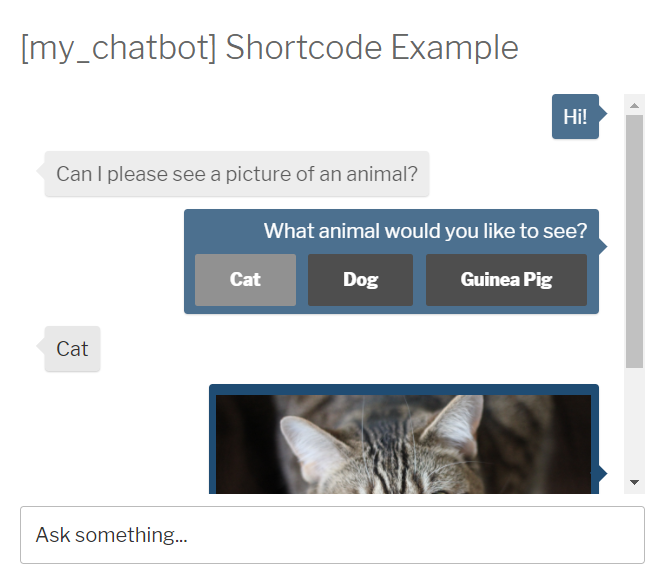 [my_chatbot] Shortcode Example
Hi!
Can I please see a picture of an animal?
What animal would you like to see?
Cat Dog Guinea Pig
Cat
Ask something...